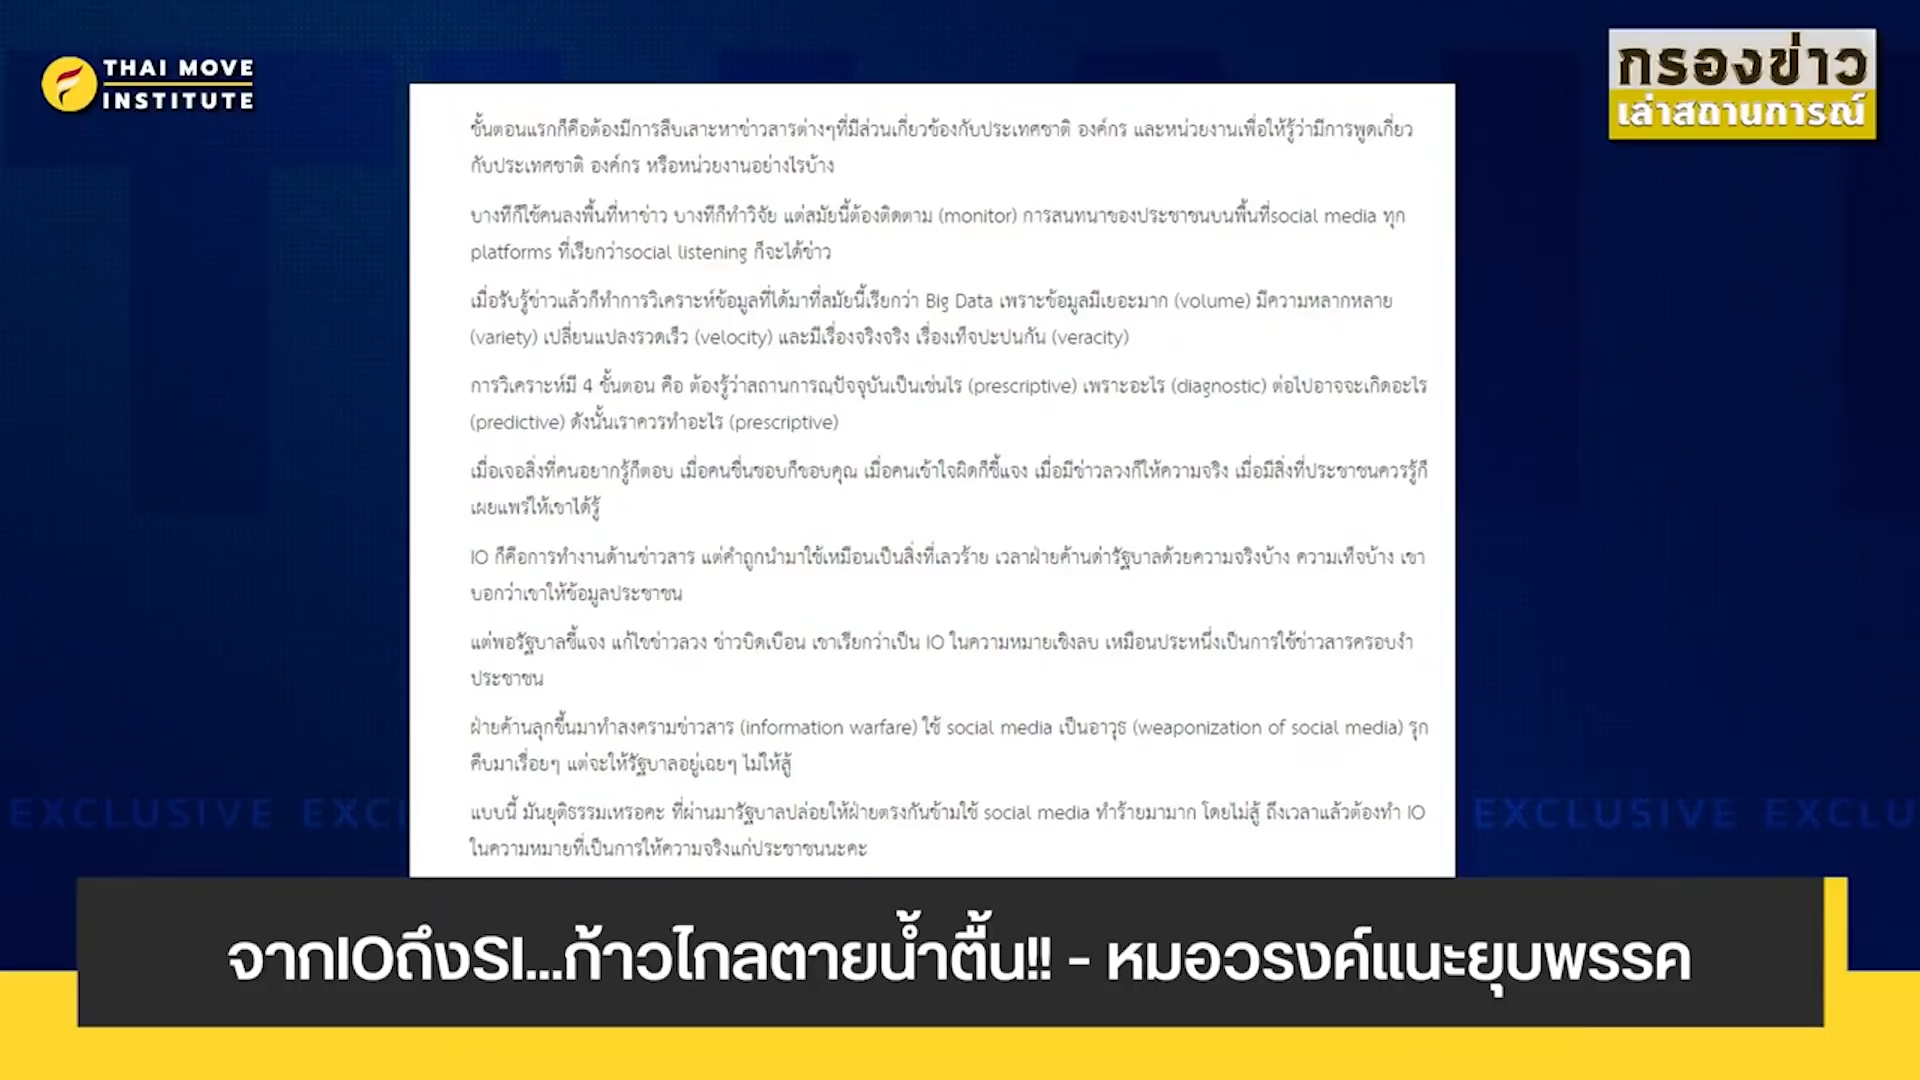 THAI MOVE
INSTITUTE
กรองข่าว
เล่าสถานการณ์
ขั้นตอนแรกก็คือต้องมีการสืบเสาะหาข่าวสารต่างๆที่มีส่วนเกี่ยวข้องกับประเทศชาติ องค์กร และหน่วยงานเพื่อให้รู้ว่ามีการพูดเกี่ยว
กับประเทศชาติ องค์กร หรือหน่วยงานอย่างไรบ้าง
บางทีก็ใช้คนลงพื้นที่หาข่าว บางทีก็ทำวิจัย แต่สมัยนี้ต้องติดตาม (monitor) การสนทนาของประชาชนบนพื้นที่social media ทุก
platforms ที่เรียกว่าsocial listening ก็จะได้ข่าว
เมื่อรับรู้ข่าวแล้วก็ทำการวิเคราะห์ข้อมูลที่ได้มาที่สมัยนี้เรียกว่า Big Data เพราะข้อมูลมีเยอะมาก (volume) มีความหลากหลาย
(variety) เปลี่ยนแปลงรวดเร็ว (velocity) และมีเรื่องจริงจริง เรื่องเท็จปะปนกัน (veracity)
การวิเคราะห์มี 4 ขั้นตอน คือ ต้องรู้ว่าสถานการณปัจจุบันเป็นเช่นไร (prescriptive) เพราะอะไร (diagnostic) ต่อไปอาจจะเกิดอะไร
(predictive) ดังนั้นเราควรทำอะไร (prescriptive)
เมื่อเจอสิ่งที่คนอยากรู้ก็ตอบ เมื่อคนชื่นชอบก็ขอบคุณ เมื่อคนเข้าใจผิดก็ชี้แจง เมื่อมีข่าวลวงก็ให้ความจริง เมื่อมีสิ่งที่ประชาชนควรรู้ก็
เผยแพร่ให้เขาได้รู้
IO ก็คือการทำงานด้านข่าวสาร แต่คำถูกนำมาใช้เหมือนเป็นสิ่งที่เลวร้าย เวลาฝ่ายค้านด่ารัฐบาลด้วยความจริงบ้าง ความเท็จบ้าง เขา
บอกว่าเขาให้ข้อมูลประชาชน
แต่พอรัฐบาลชี้แจง แก้ไขข่าวลวง ข่าวบิดเบือน เขาเรียกว่าเป็น IO ในความหมายเชิงลบ เหมือนประหนึ่งเป็นการใช้ข่าวสารครอบงำ
ประชาชน
ฝ่ายค้านลุกขึ้นมาทำสงครามข่าวสาร (information warfare) ใช้ social media เป็นอาวุธ (weaponization of social media) รุก
คืบมาเรื่อยๆ แต่จะให้รัฐบาลอยู่เฉยๆ ไม่ให้สู้
แบบนี้ มันยุติธรรมเหรอคะ ที่ผ่านมารัฐบาลปล่อยให้ฝ่ายตรงกันข้ามใช้ social media ทำร้ายมามาก โดยไม่สู้ ถึงเวลาแล้วต้องทำ IO
ในความหมายที่เป็นการให้ความจริงแก่ประชาชนนะคะ
EXCLUSIVE EXCL
EXCLUSIVE EXCLU
จากIOถึงSI...ก้าวไกลตายน้ำตื้น!! - หมอวรงค์แนะยุบพรรค